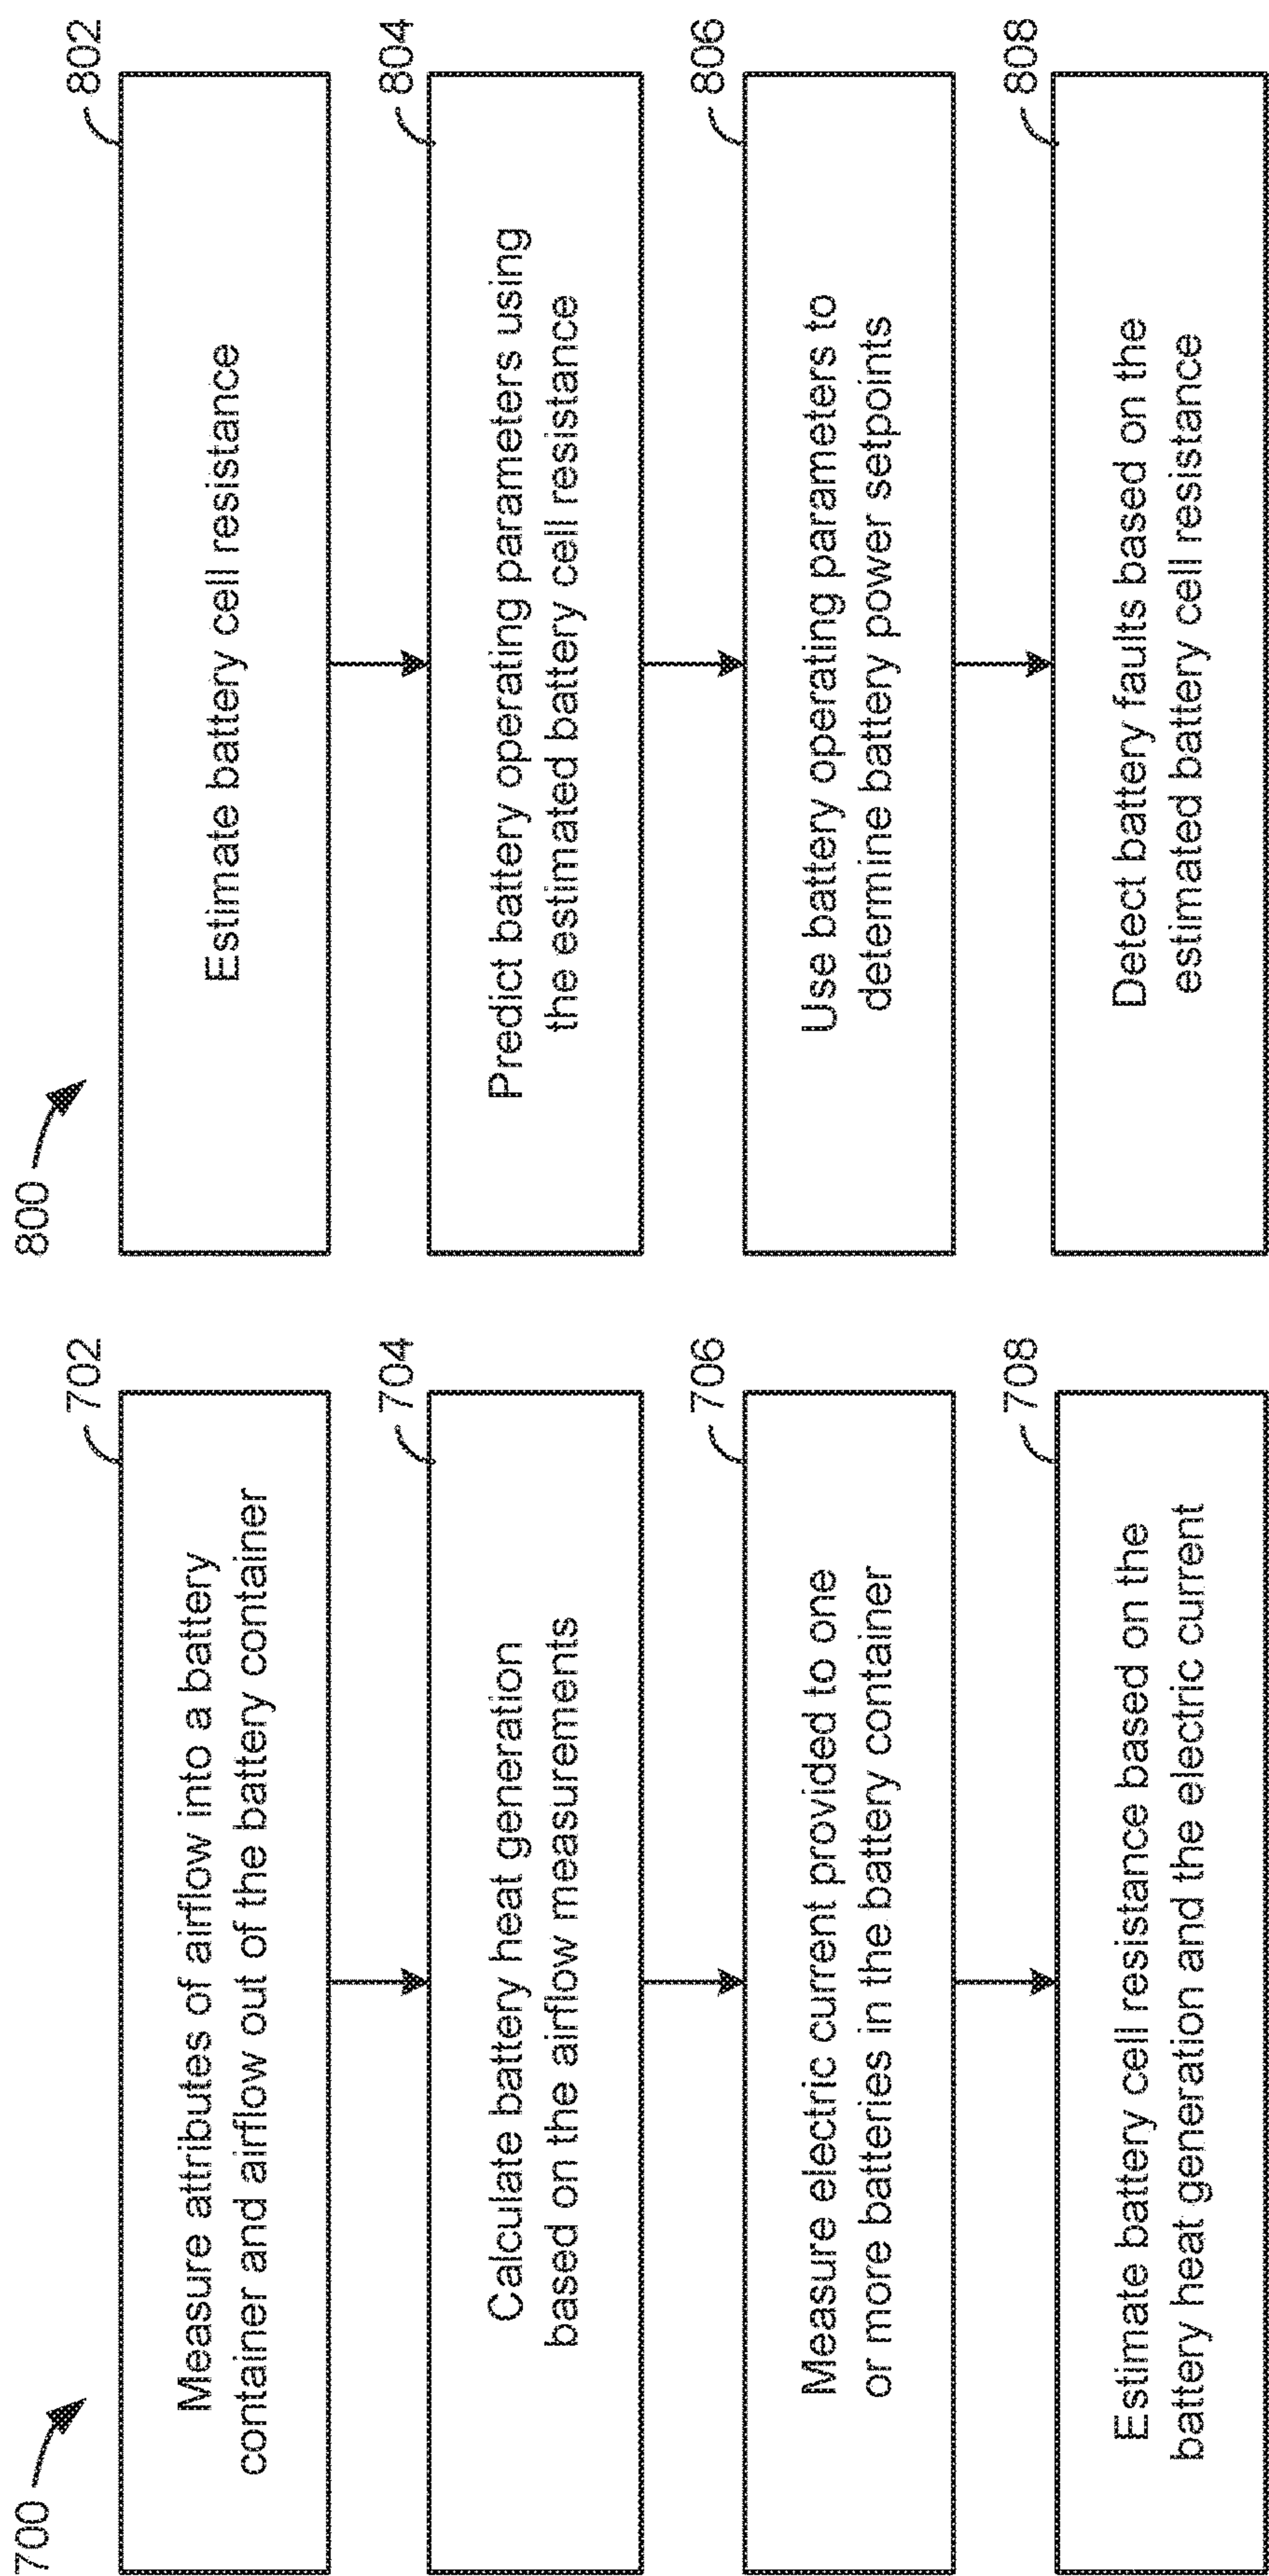 700
702
Measure attributes of airflow into a battery
container and airflow out of the battery container
704
Calculate battery heat generation
based on the airflow measurements
706
Measure electric current provided to one
or more batteries in the battery container
708
Estimate battery cell resistance based on the
battery heat generation and the electric current
800
802
Estimate battery cell resistance
804
Predict battery operating parameters using
the estimated battery cell resistance
806
Use battery operating parameters to
determine battery power setpoints
808
Detect battery faults based on the
estimated battery cell resistance